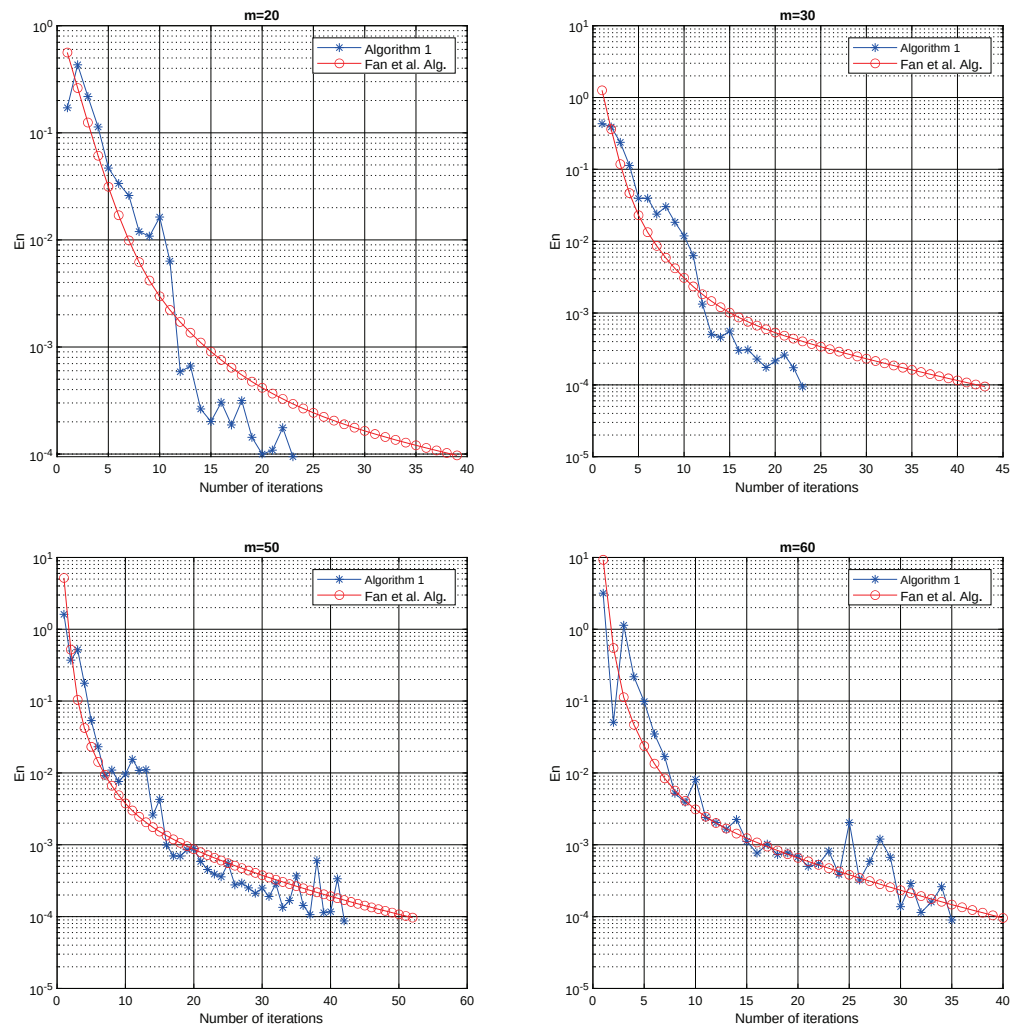 m=20
10^0
10^-1
10^-2
10^-3
10^-4
En
Algorithm 1
Fan et al. Alg.
0 5 10 15 20 25 30 35 40
Number of iterations
m=30
10^1
10^0
10^-1
10^-2
10^-3
10^-4
10^-5
En
Algorithm 1
Fan et al. Alg.
0 5 10 15 20 25 30 35 40 45
Number of iterations
m=50
10^1
10^0
10^-1
10^-2
10^-3
10^-4
10^-5
En
Algorithm 1
Fan et al. Alg.
0 10 20 30 40 50 60
Number of iterations
m=60
10^1
10^0
10^-1
10^-2
10^-3
10^-4
10^-5
En
Algorithm 1
Fan et al. Alg.
0 5 10 15 20 25 30 35 40
Number of iterations